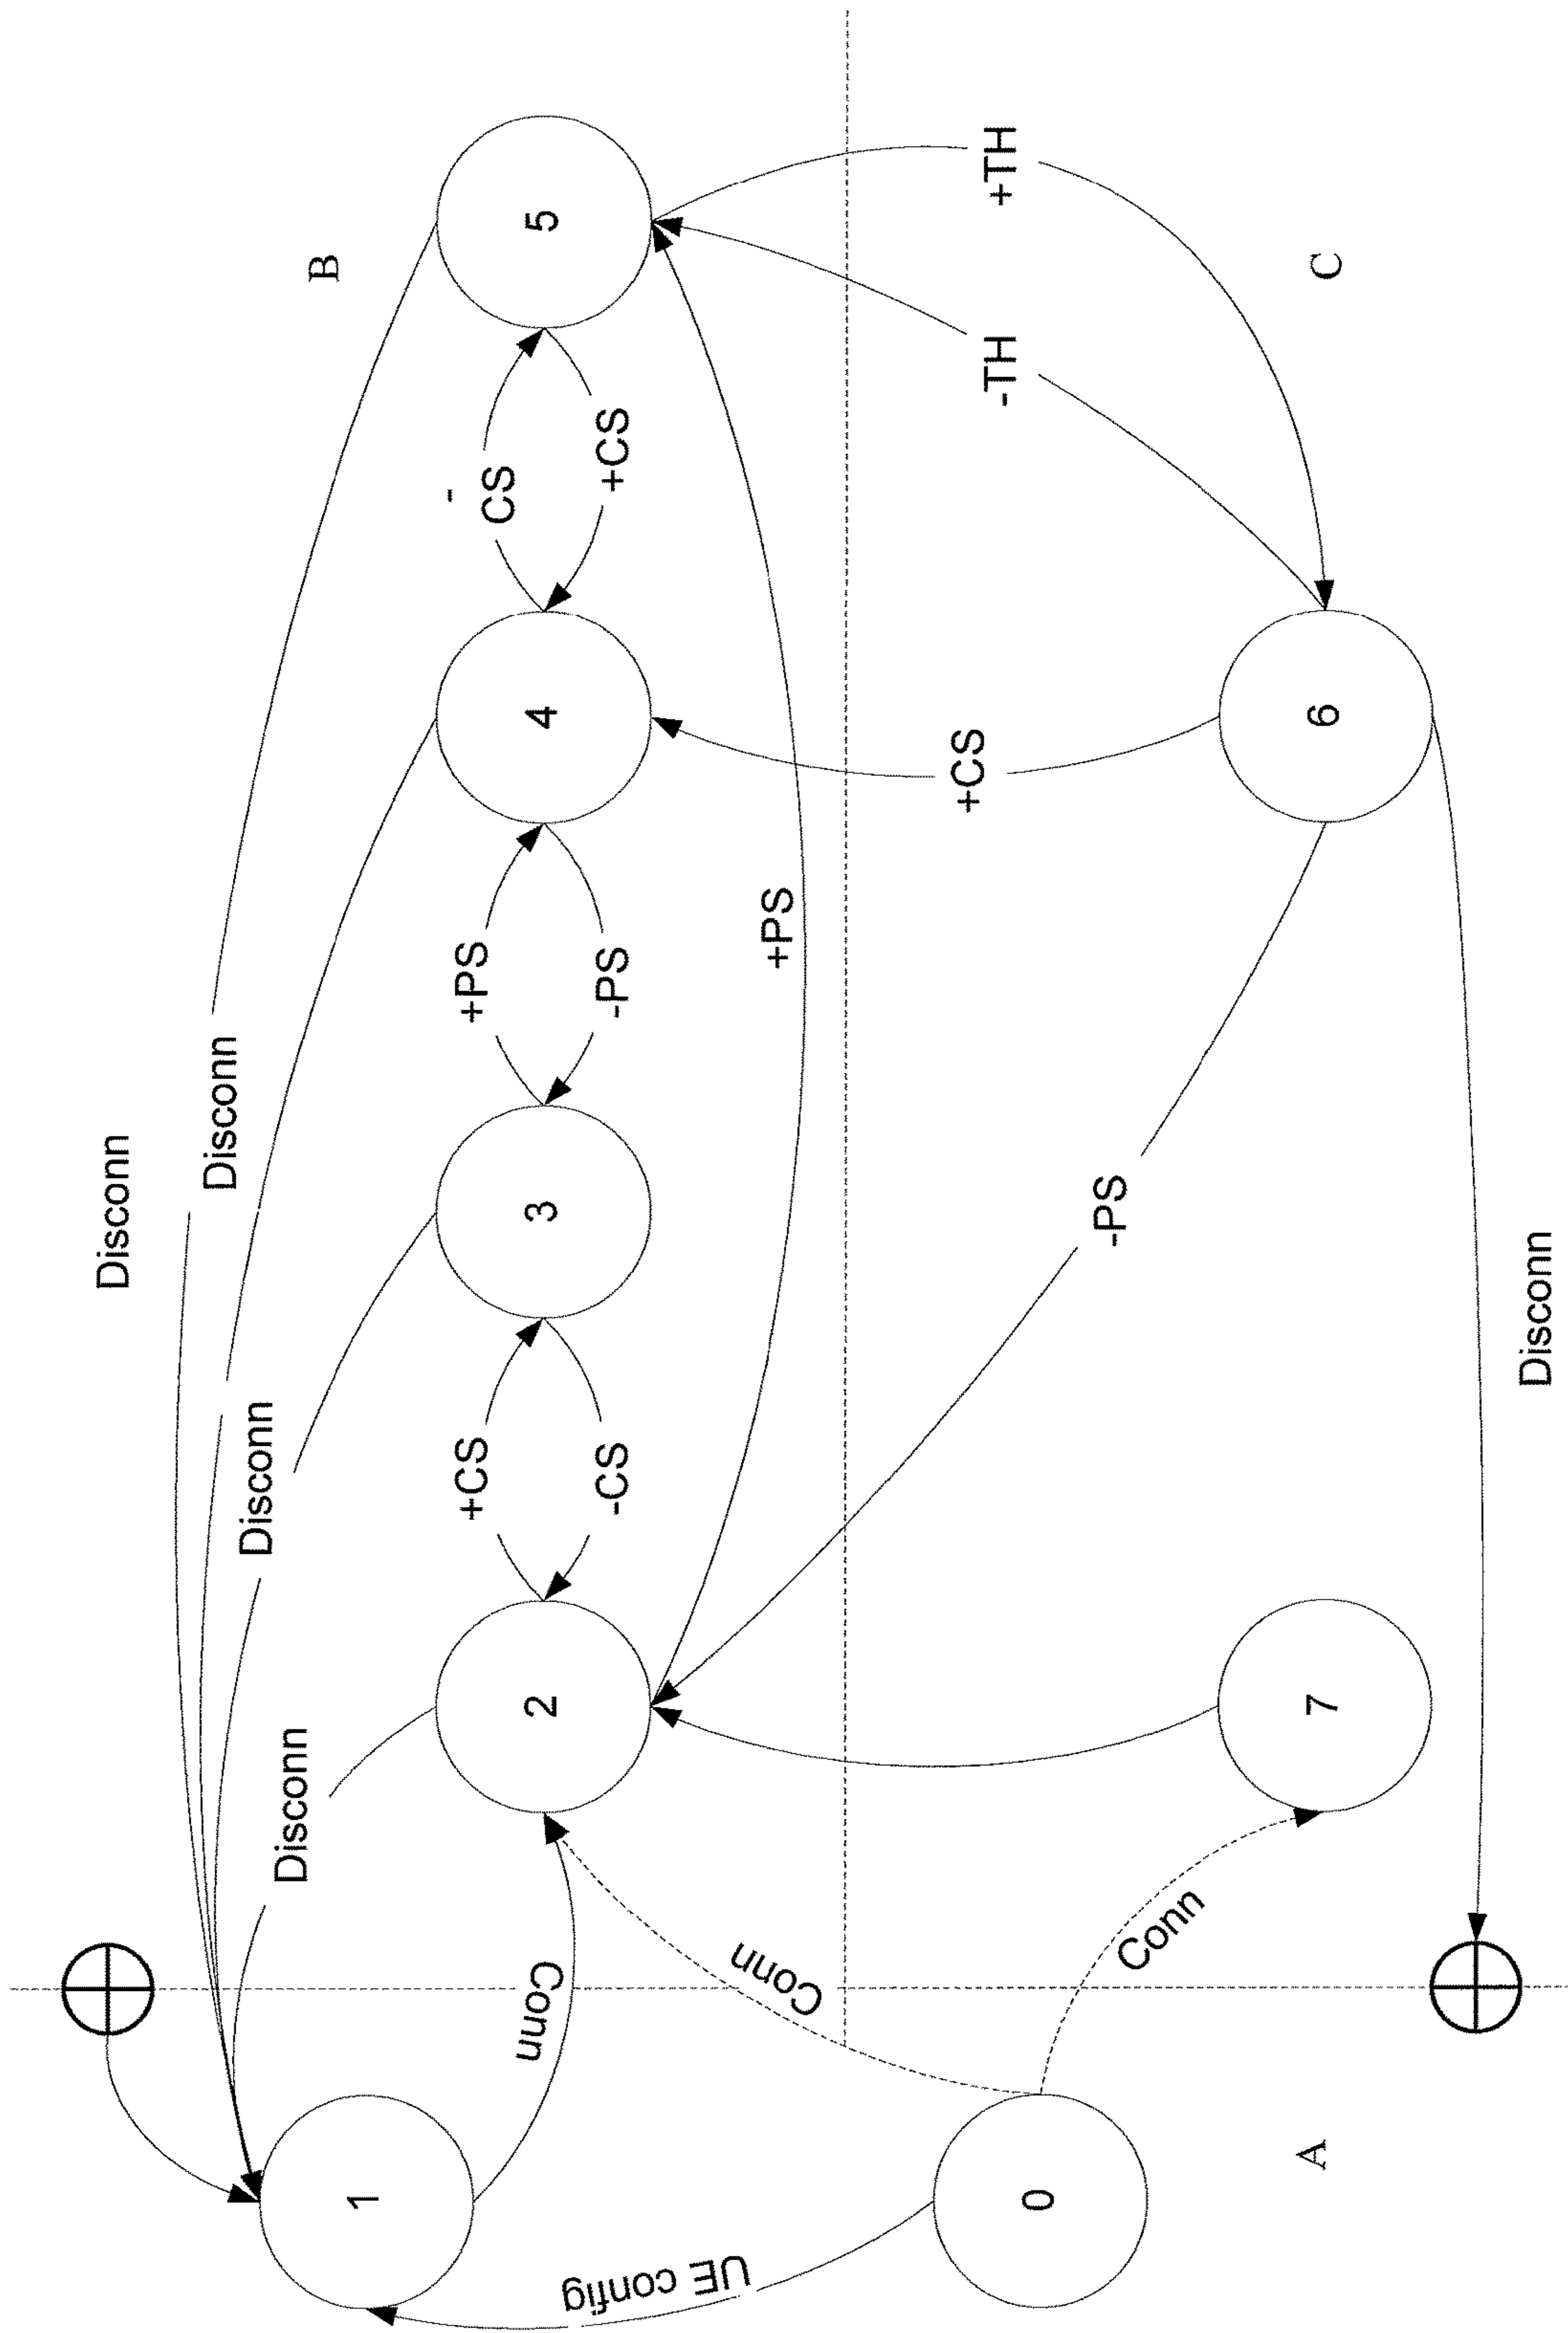 Disconn
Disconn
Disconn
Disconn
B
1
+CS
+PS
-
CS
Conn
2
3
4
5
-CS
-PS
+CS
UE config
Conn
+PS
+CS
-TH
+TH
0
-PS
Conn
A
7
6
C
Disconn